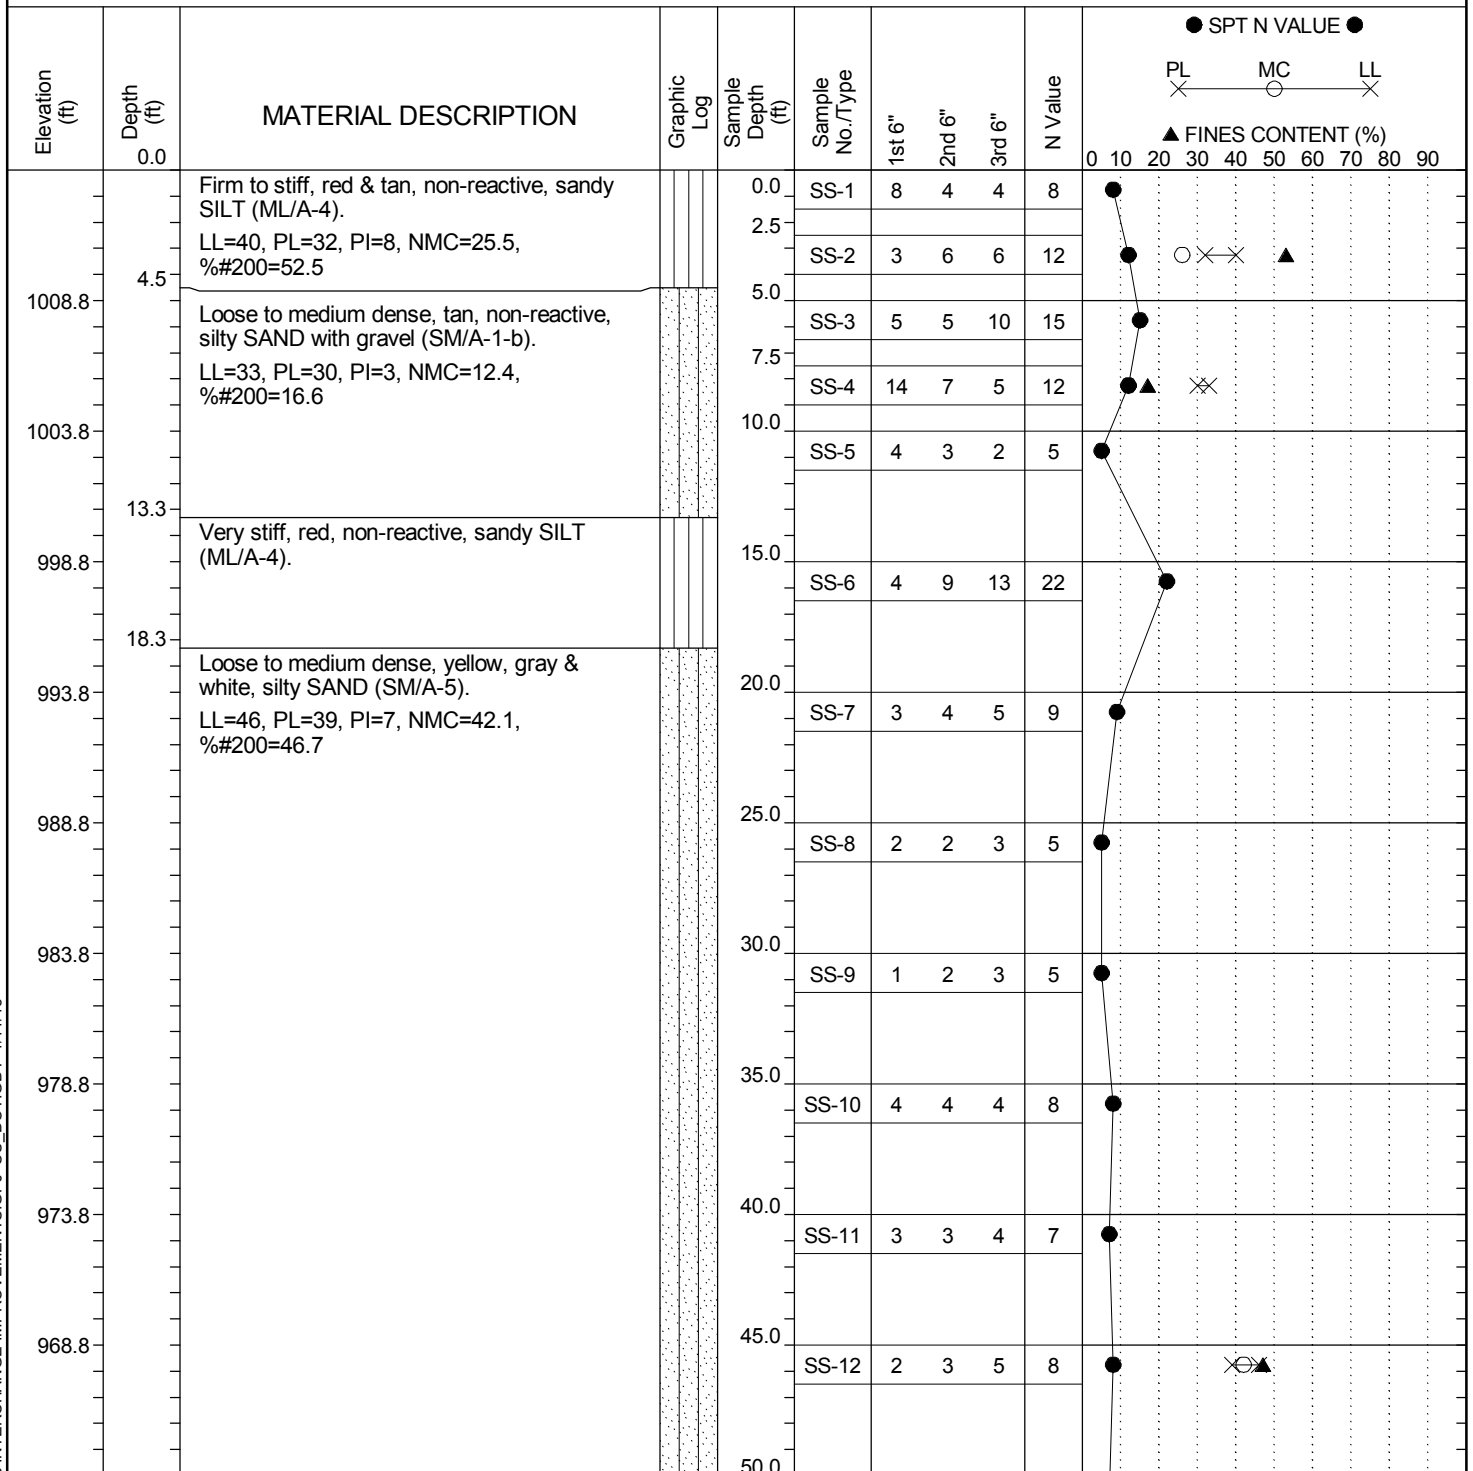 ● SPT N VALUE ●
PL MC LL
▲ FINES CONTENT (%)
0 10 20 30 40 50 60 70 80 90
Elevation (ft)
Depth (ft)
0.0
MATERIAL DESCRIPTION
Graphic Log
Sample Depth (ft)
Sample No./Type
1st 6"
2nd 6"
3rd 6"
N Value
Firm to stiff, red & tan, non-reactive, sandy
SILT (ML/A-4).
LL=40, PL=32, PI=8, NMC=25.5,
%#200=52.5
0.0
SS-1 8 4 4 8
2.5
SS-2 3 6 6 12
4.5
1008.8
5.0
Loose to medium dense, tan, non-reactive,
silty SAND with gravel (SM/A-1-b).
LL=33, PL=30, PI=3, NMC=12.4,
%#200=16.6
SS-3 5 5 10 15
7.5
SS-4 14 7 5 12
1003.8
10.0
SS-5 4 3 2 5
13.3
Very stiff, red, non-reactive, sandy SILT
(ML/A-4).
998.8
15.0
SS-6 4 9 13 22
18.3
Loose to medium dense, yellow, gray &
white, silty SAND (SM/A-5).
LL=46, PL=39, PI=7, NMC=42.1,
%#200=46.7
993.8
20.0
SS-7 3 4 5 9
988.8
25.0
SS-8 2 2 3 5
983.8
30.0
SS-9 1 2 3 5
978.8
35.0
SS-10 4 4 4 8
973.8
40.0
SS-11 3 3 4 7
968.8
45.0
SS-12 2 3 5 8
50.0